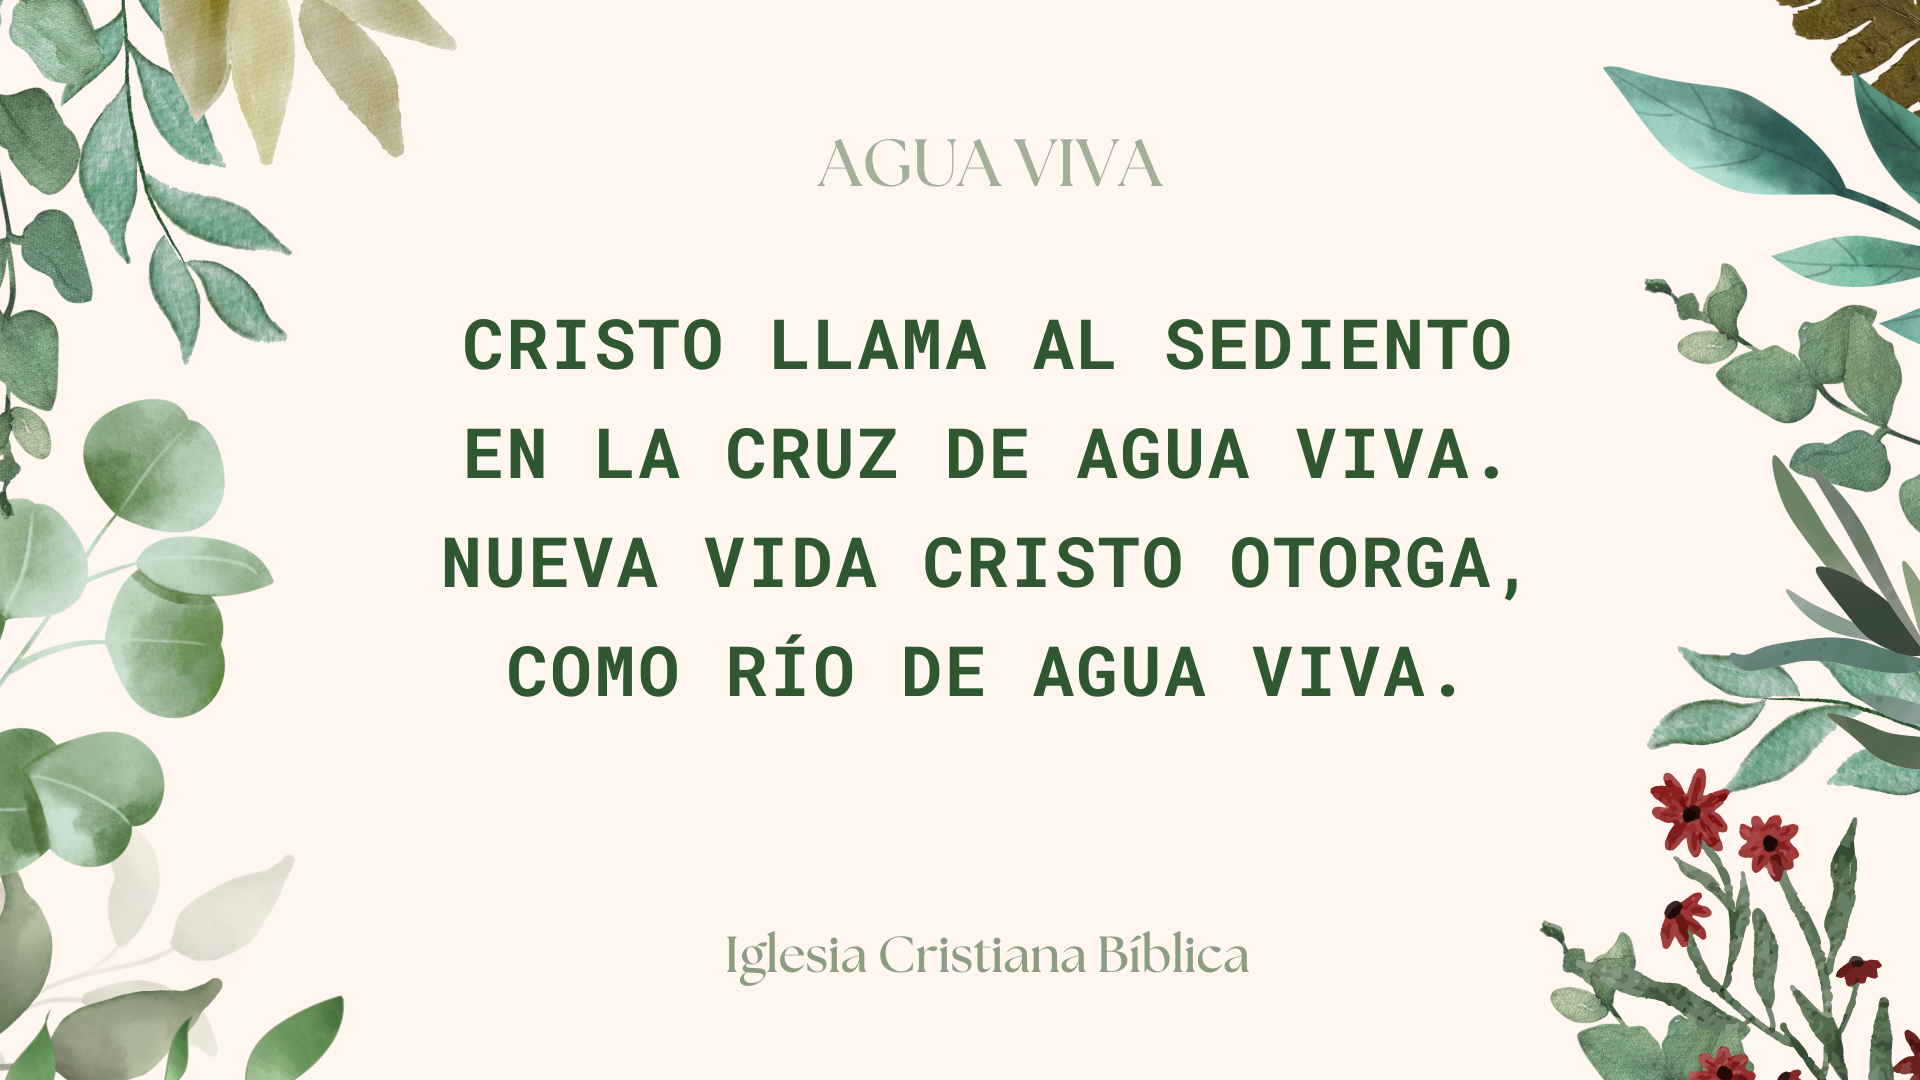 AGUA VIVA
CRISTO LLAMA AL SEDIENTO
EN LA CRUZ DE AGUA VIVA.
NUEVA VIDA CRISTO OTORGA,
COMO RÍO DE AGUA VIVA.
Iglesia Cristiana Bíblica